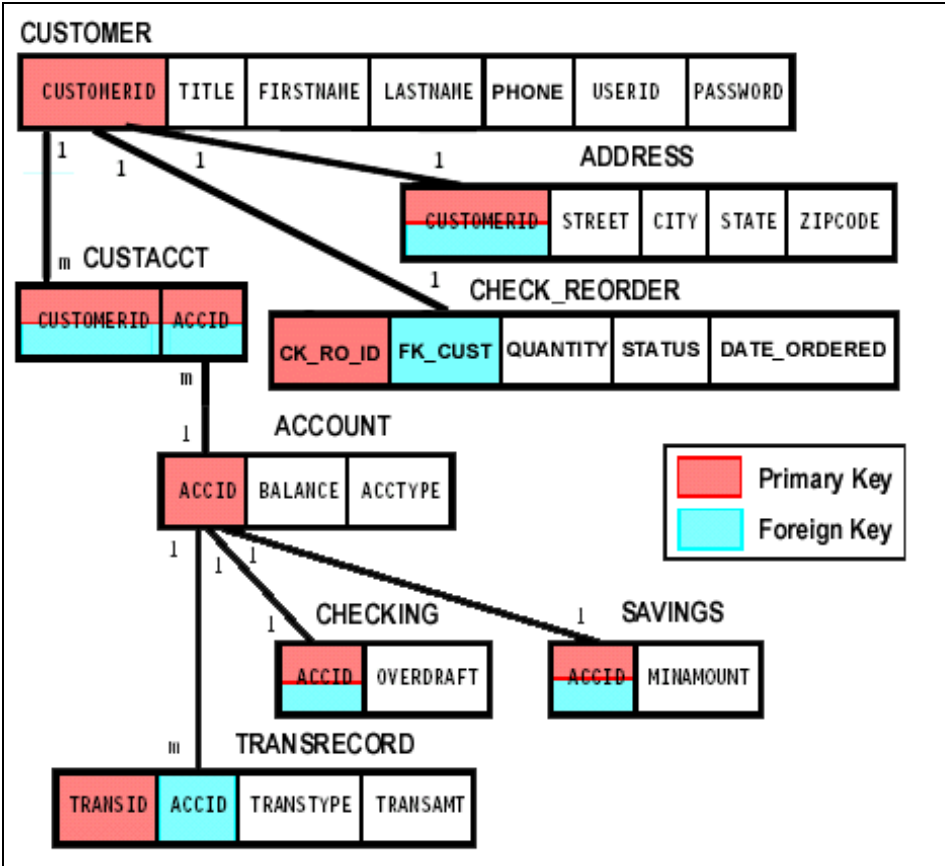 CUSTOMER
CUSTOMERID TITLE FIRSTNAME LASTNAME PHONE USERID PASSWORD
1 1 1 1 ADDRESS
CUSTOMERID STREET CITY STATE ZIPCODE
m CUSTACCT
1 CHECK_REORDER
CUSTOMERID ACCID
CK_RO_ID FK_CUST QUANTITY STATUS DATE_ORDERED
m
1 ACCOUNT
ACCID BALANCE ACCTYPE
Primary Key
Foreign Key
1 1 1
1 CHECKING
1 SAVINGS
ACCID OVERDRAFT
ACCID MINAMOUNT
m TRANSRECORD
TRANSID ACCID TRANSTYPE TRANSAMT